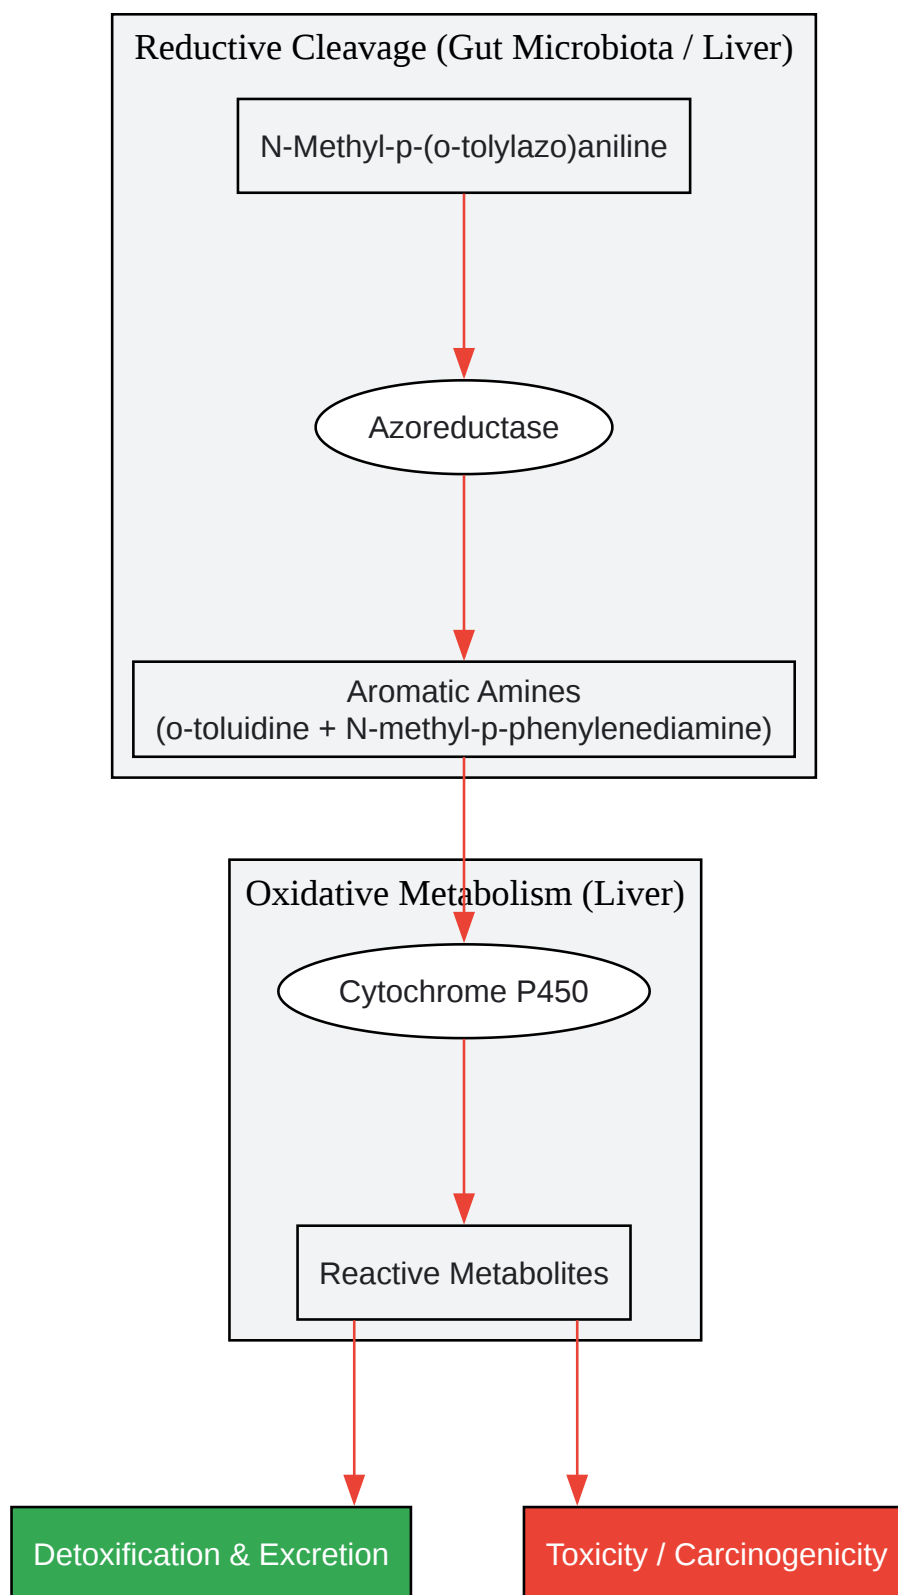 Reductive Cleavage (Gut Microbiota / Liver)
N-Methyl-p-(o-tolylazo)aniline
Azoreductase
Aromatic Amines
(o-toluidine + N-methyl-p-phenylenediamine)
Oxidative Metabolism (Liver)
Cytochrome P450
Reactive Metabolites
Detoxification & Excretion
Toxicity / Carcinogenicity